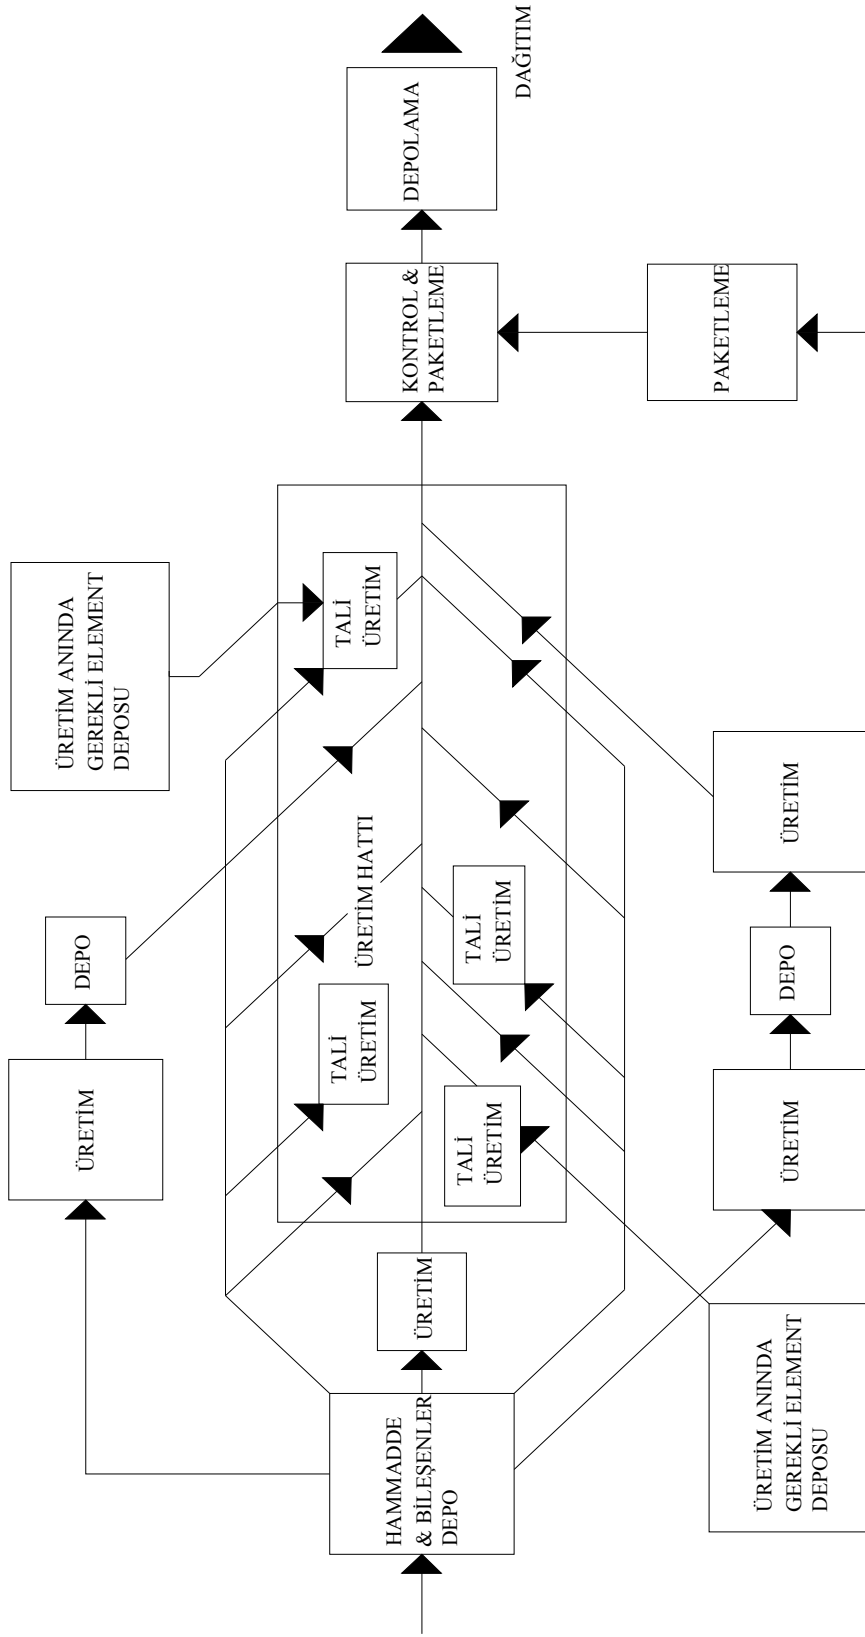 HAMMADDE
& BİLEŞENLER
DEPO
ÜRETİM
DEPO
ÜRETİM ANINDA
GEREKLİ ELEMENT
DEPOSU
ÜRETİM
TALİ
ÜRETİM
ÜRETİM HATTI
TALİ
ÜRETİM
TALİ
ÜRETİM
TALİ
ÜRETİM
KONTROL &
PAKETLEME
DEPOLAMA
DAĞITIM
PAKETLEME
ÜRETİM ANINDA
GEREKLİ ELEMENT
DEPOSU
ÜRETİM
DEPO
ÜRETİM